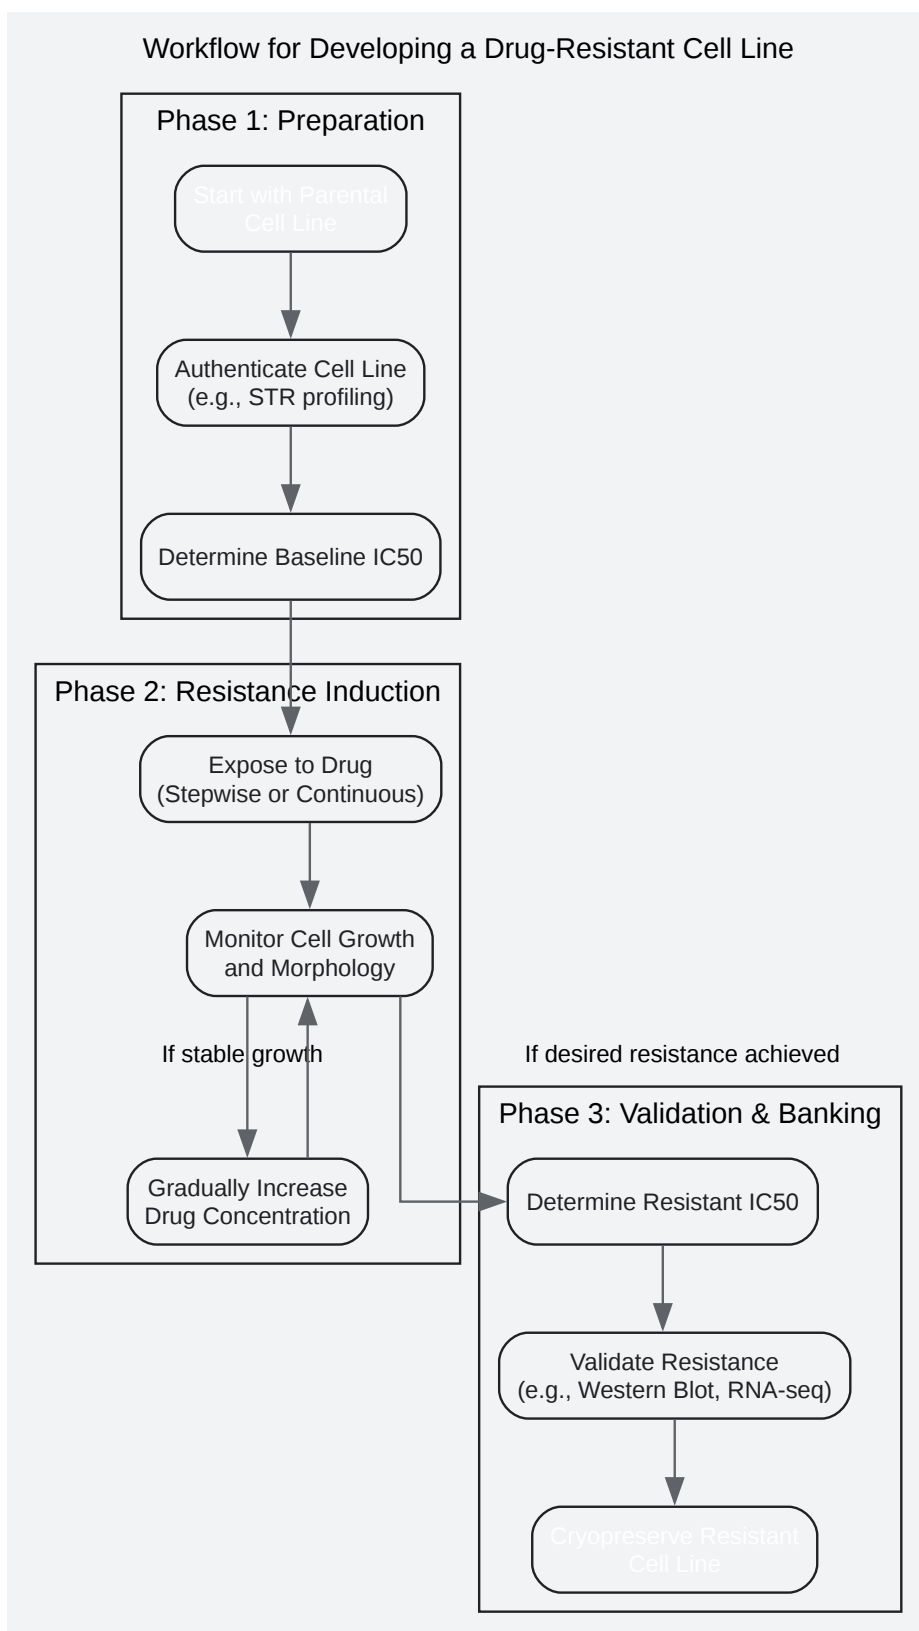 Workflow for Developing a Drug-Resistant Cell Line
Phase 1: Preparation
Start with Parental
Cell Line
Authenticate Cell Line
(e.g., STR profiling)
Determine Baseline IC50
Phase 2: Resistance Induction
Expose to Drug
(Stepwise or Continuous)
Monitor Cell Growth
and Morphology
If stable growth
If desired resistance achieved
Gradually Increase
Drug Concentration
Phase 3: Validation & Banking
Determine Resistant IC50
Validate Resistance
(e.g., Western Blot, RNA-seq)
Cryopreserve Resistant
Cell Line